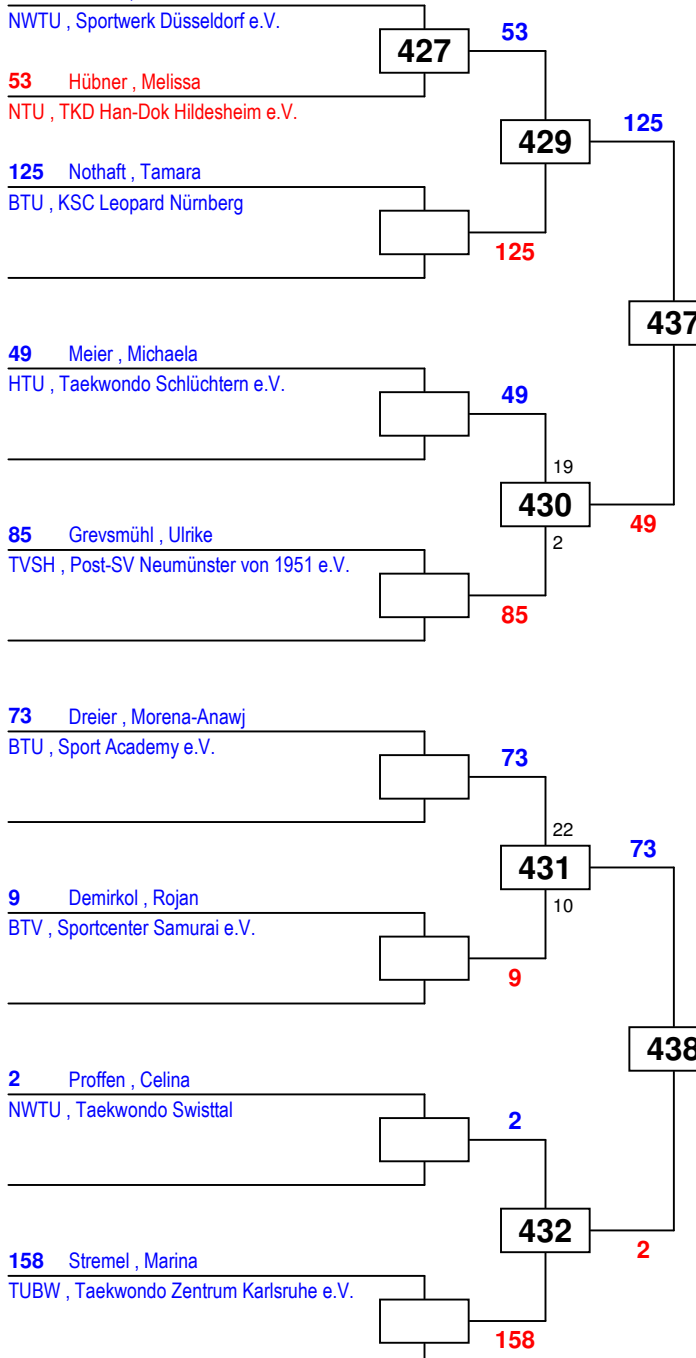 NWTU , Sportwerk Düsseldorf e.V.
53
427
53 Hübner , Melissa
NTU , TKD Han-Dok Hildesheim e.V.
125
429
125 Nothaft , Tamara
BTU , KSC Leopard Nürnberg
125
437
49 Meier , Michaela
HTU , Taekwondo Schlüchtern e.V.
49
19
430
49
2
85 Grevsmühl , Ulrike
TVSH , Post-SV Neumünster von 1951 e.V.
85
73 Dreier , Morena-Anawj
BTU , Sport Academy e.V.
73
22
431
73
10
9 Demirkol , Rojan
BTV , Sportcenter Samurai e.V.
9
438
2 Proffen , Celina
NWTU , Taekwondo Swisttal
2
432
2
158 Stremel , Marina
TUBW , Taekwondo Zentrum Karlsruhe e.V.
158